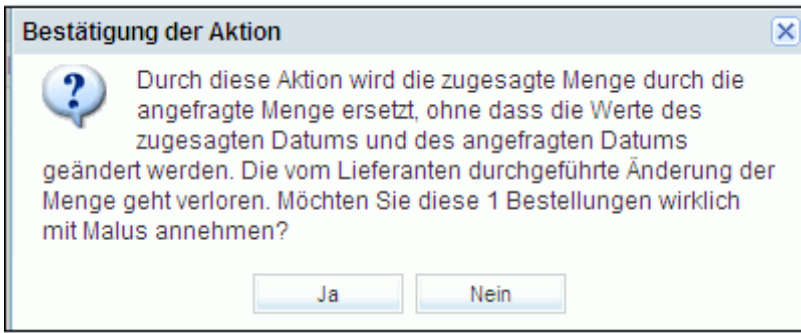 Bestätigung der Aktion
Durch diese Aktion wird die zugesagte Menge durch die
angefragte Menge ersetzt, ohne dass die Werte des
zugesagten Datums und des angefragten Datums
geändert werden. Die vom Lieferanten durchgeführte Änderung der
Menge geht verloren. Möchten Sie diese 1 Bestellungen wirklich
mit Malus annehmen?
Ja Nein